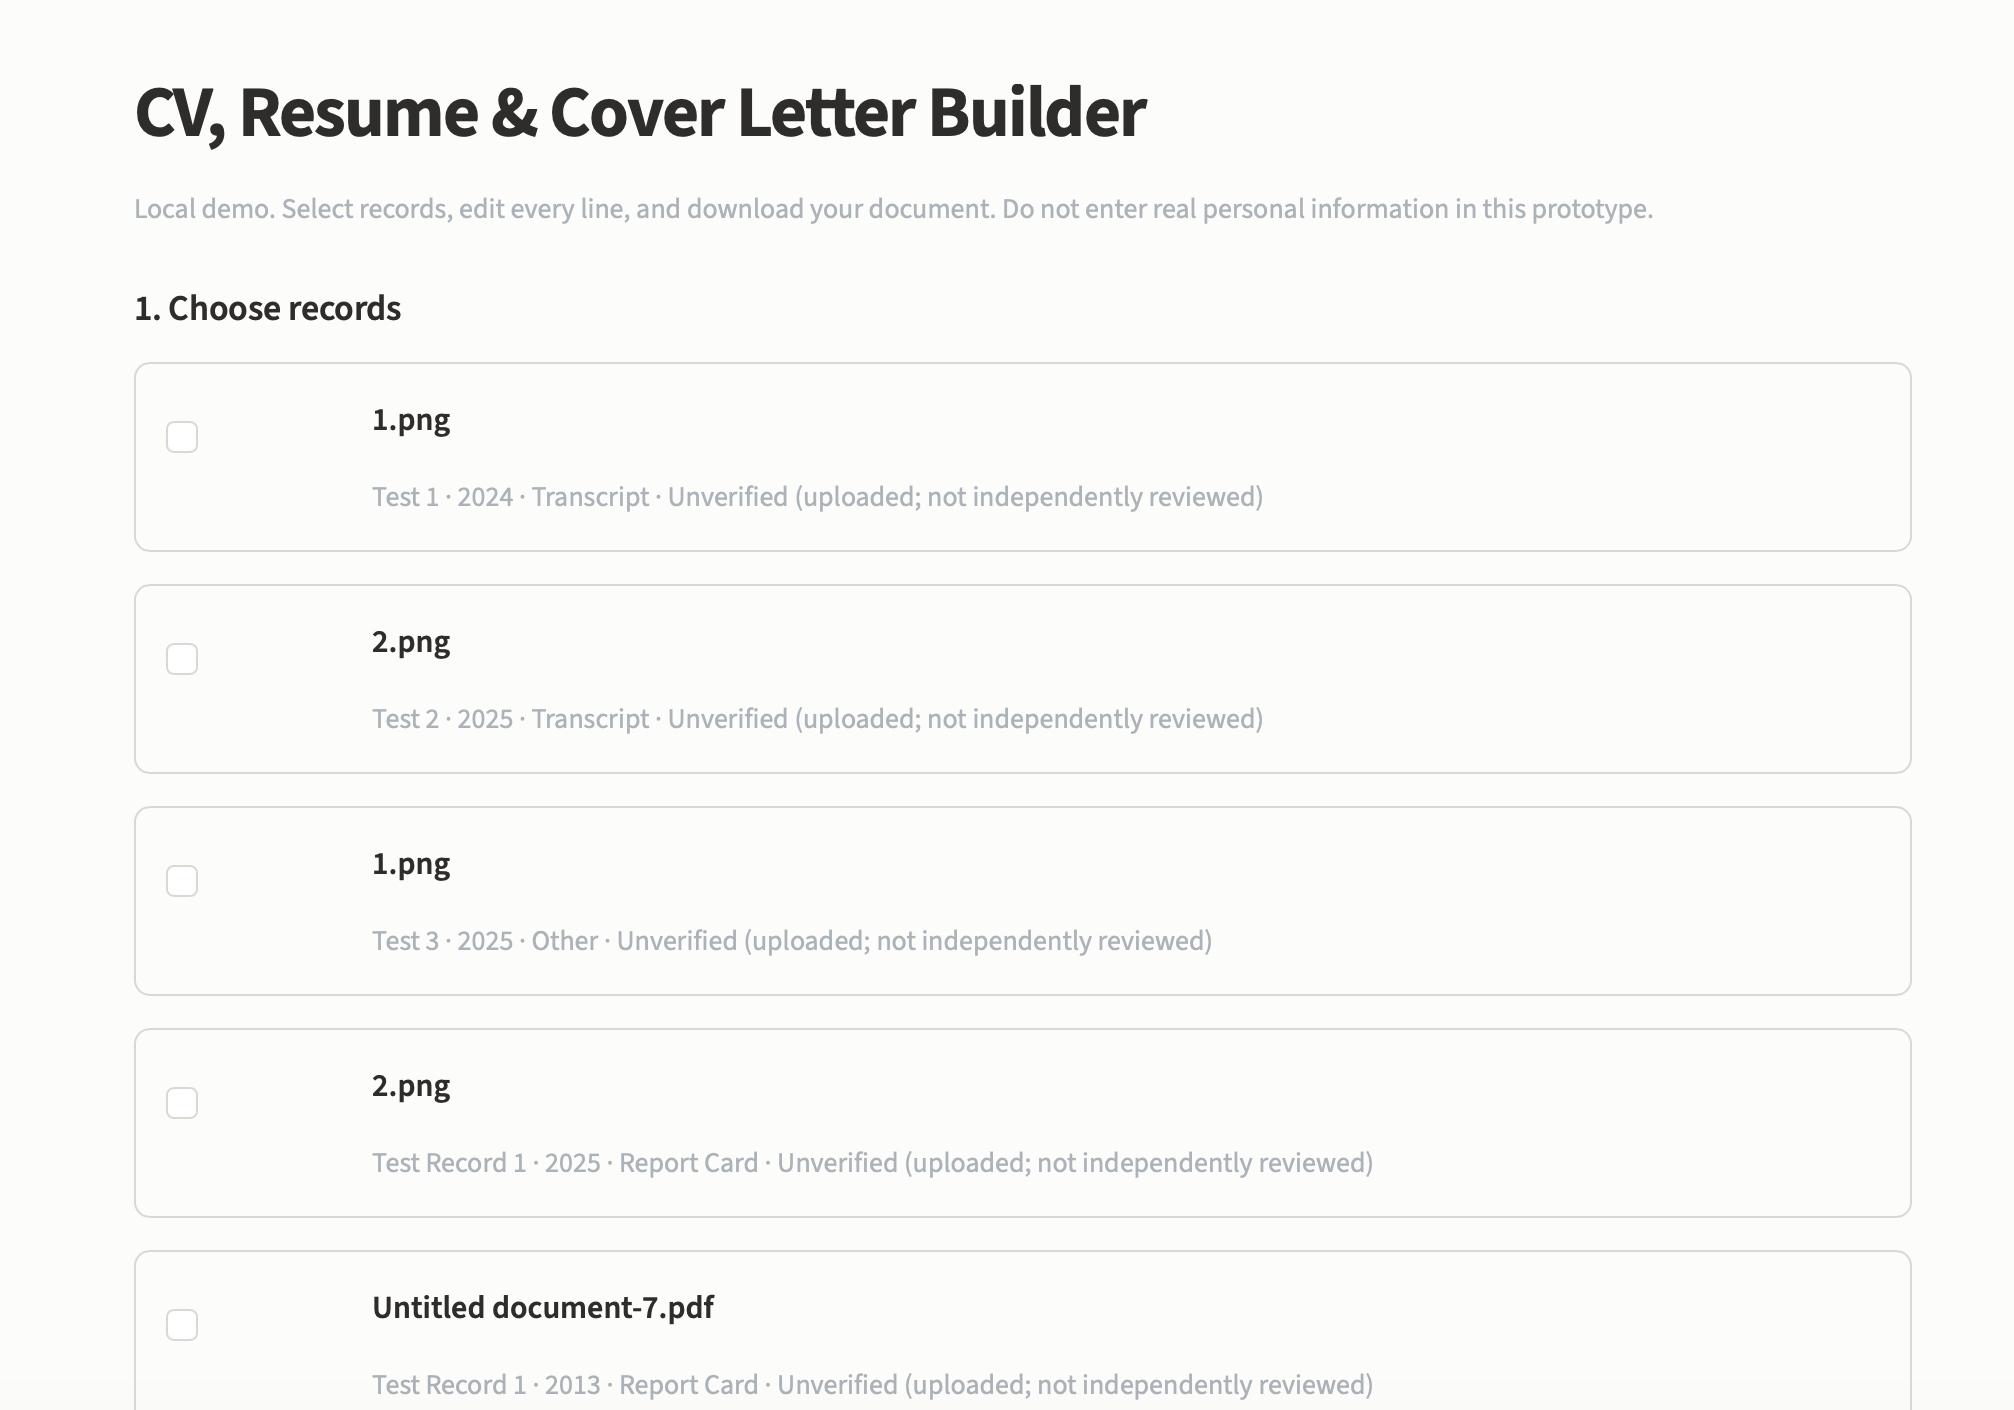 CV, Resume & Cover Letter Builder
Local demo. Select records, edit every line, and download your document. Do not enter real personal information in this prototype.
1. Choose records
1.png
Test 1 · 2024 · Transcript · Unverified (uploaded; not independently reviewed)
2.png
Test 2 · 2025 · Transcript · Unverified (uploaded; not independently reviewed)
1.png
Test 3 · 2025 · Other · Unverified (uploaded; not independently reviewed)
2.png
Test Record 1 · 2025 · Report Card · Unverified (uploaded; not independently reviewed)
Untitled document-7.pdf
Test Record 1 · 2013 · Report Card · Unverified (uploaded; not independently reviewed)